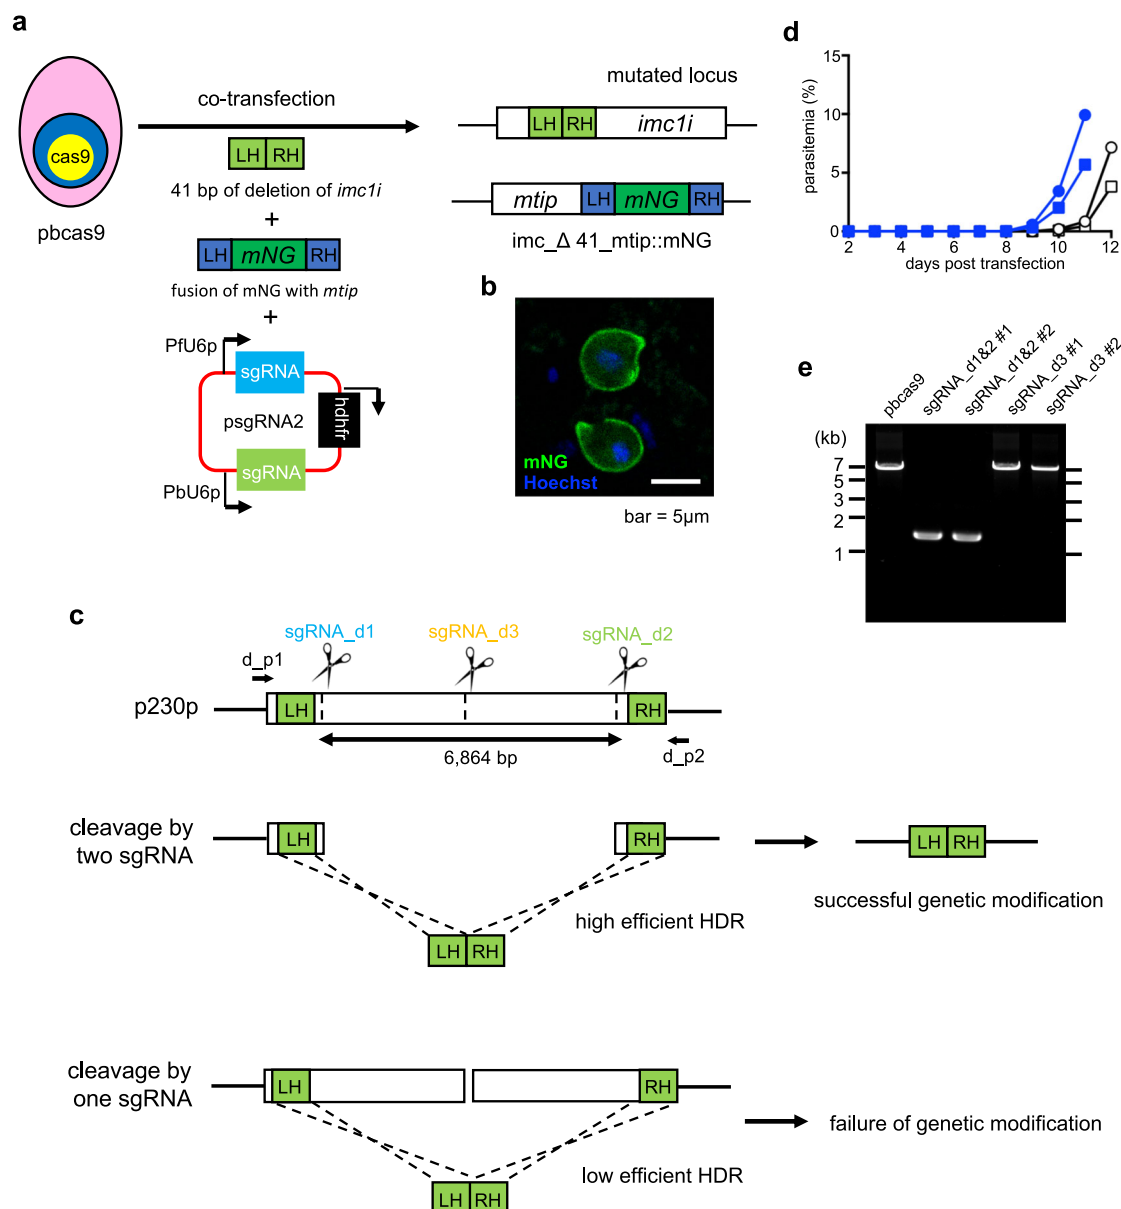 a
co-transfection
mutated locus
cas9
pbcas9
LH RH
41 bp of deletion of imc1i
+
LH mNG RH
fusion of mNG with mtip
+
PfU6p
sgRNA
psgRNA2
hdhfr
sgRNA
PbU6p
LH RH imc1i
mtip LH mNG RH
imc_Δ 41_mtip::mNG
b
mNG
Hoechst
bar = 5µm
d
parasitemia (%)
15
10
5
0
2 4 6 8 10 12
days post transfection
e
pbcas9
sgRNA_d1&2 #1
sgRNA_d1&2 #2
sgRNA_d3 #1
sgRNA_d3 #2
(kb)
7
5
3
2
1
c
sgRNA_d1 sgRNA_d3 sgRNA_d2
d_p1
p230p
LH RH
6,864 bp
d_p2
cleavage by
two sgRNA
LH RH
LH RH
high efficient HDR
LH RH
successful genetic modification
cleavage by
one sgRNA
LH RH
LH RH
low efficient HDR
failure of genetic modification